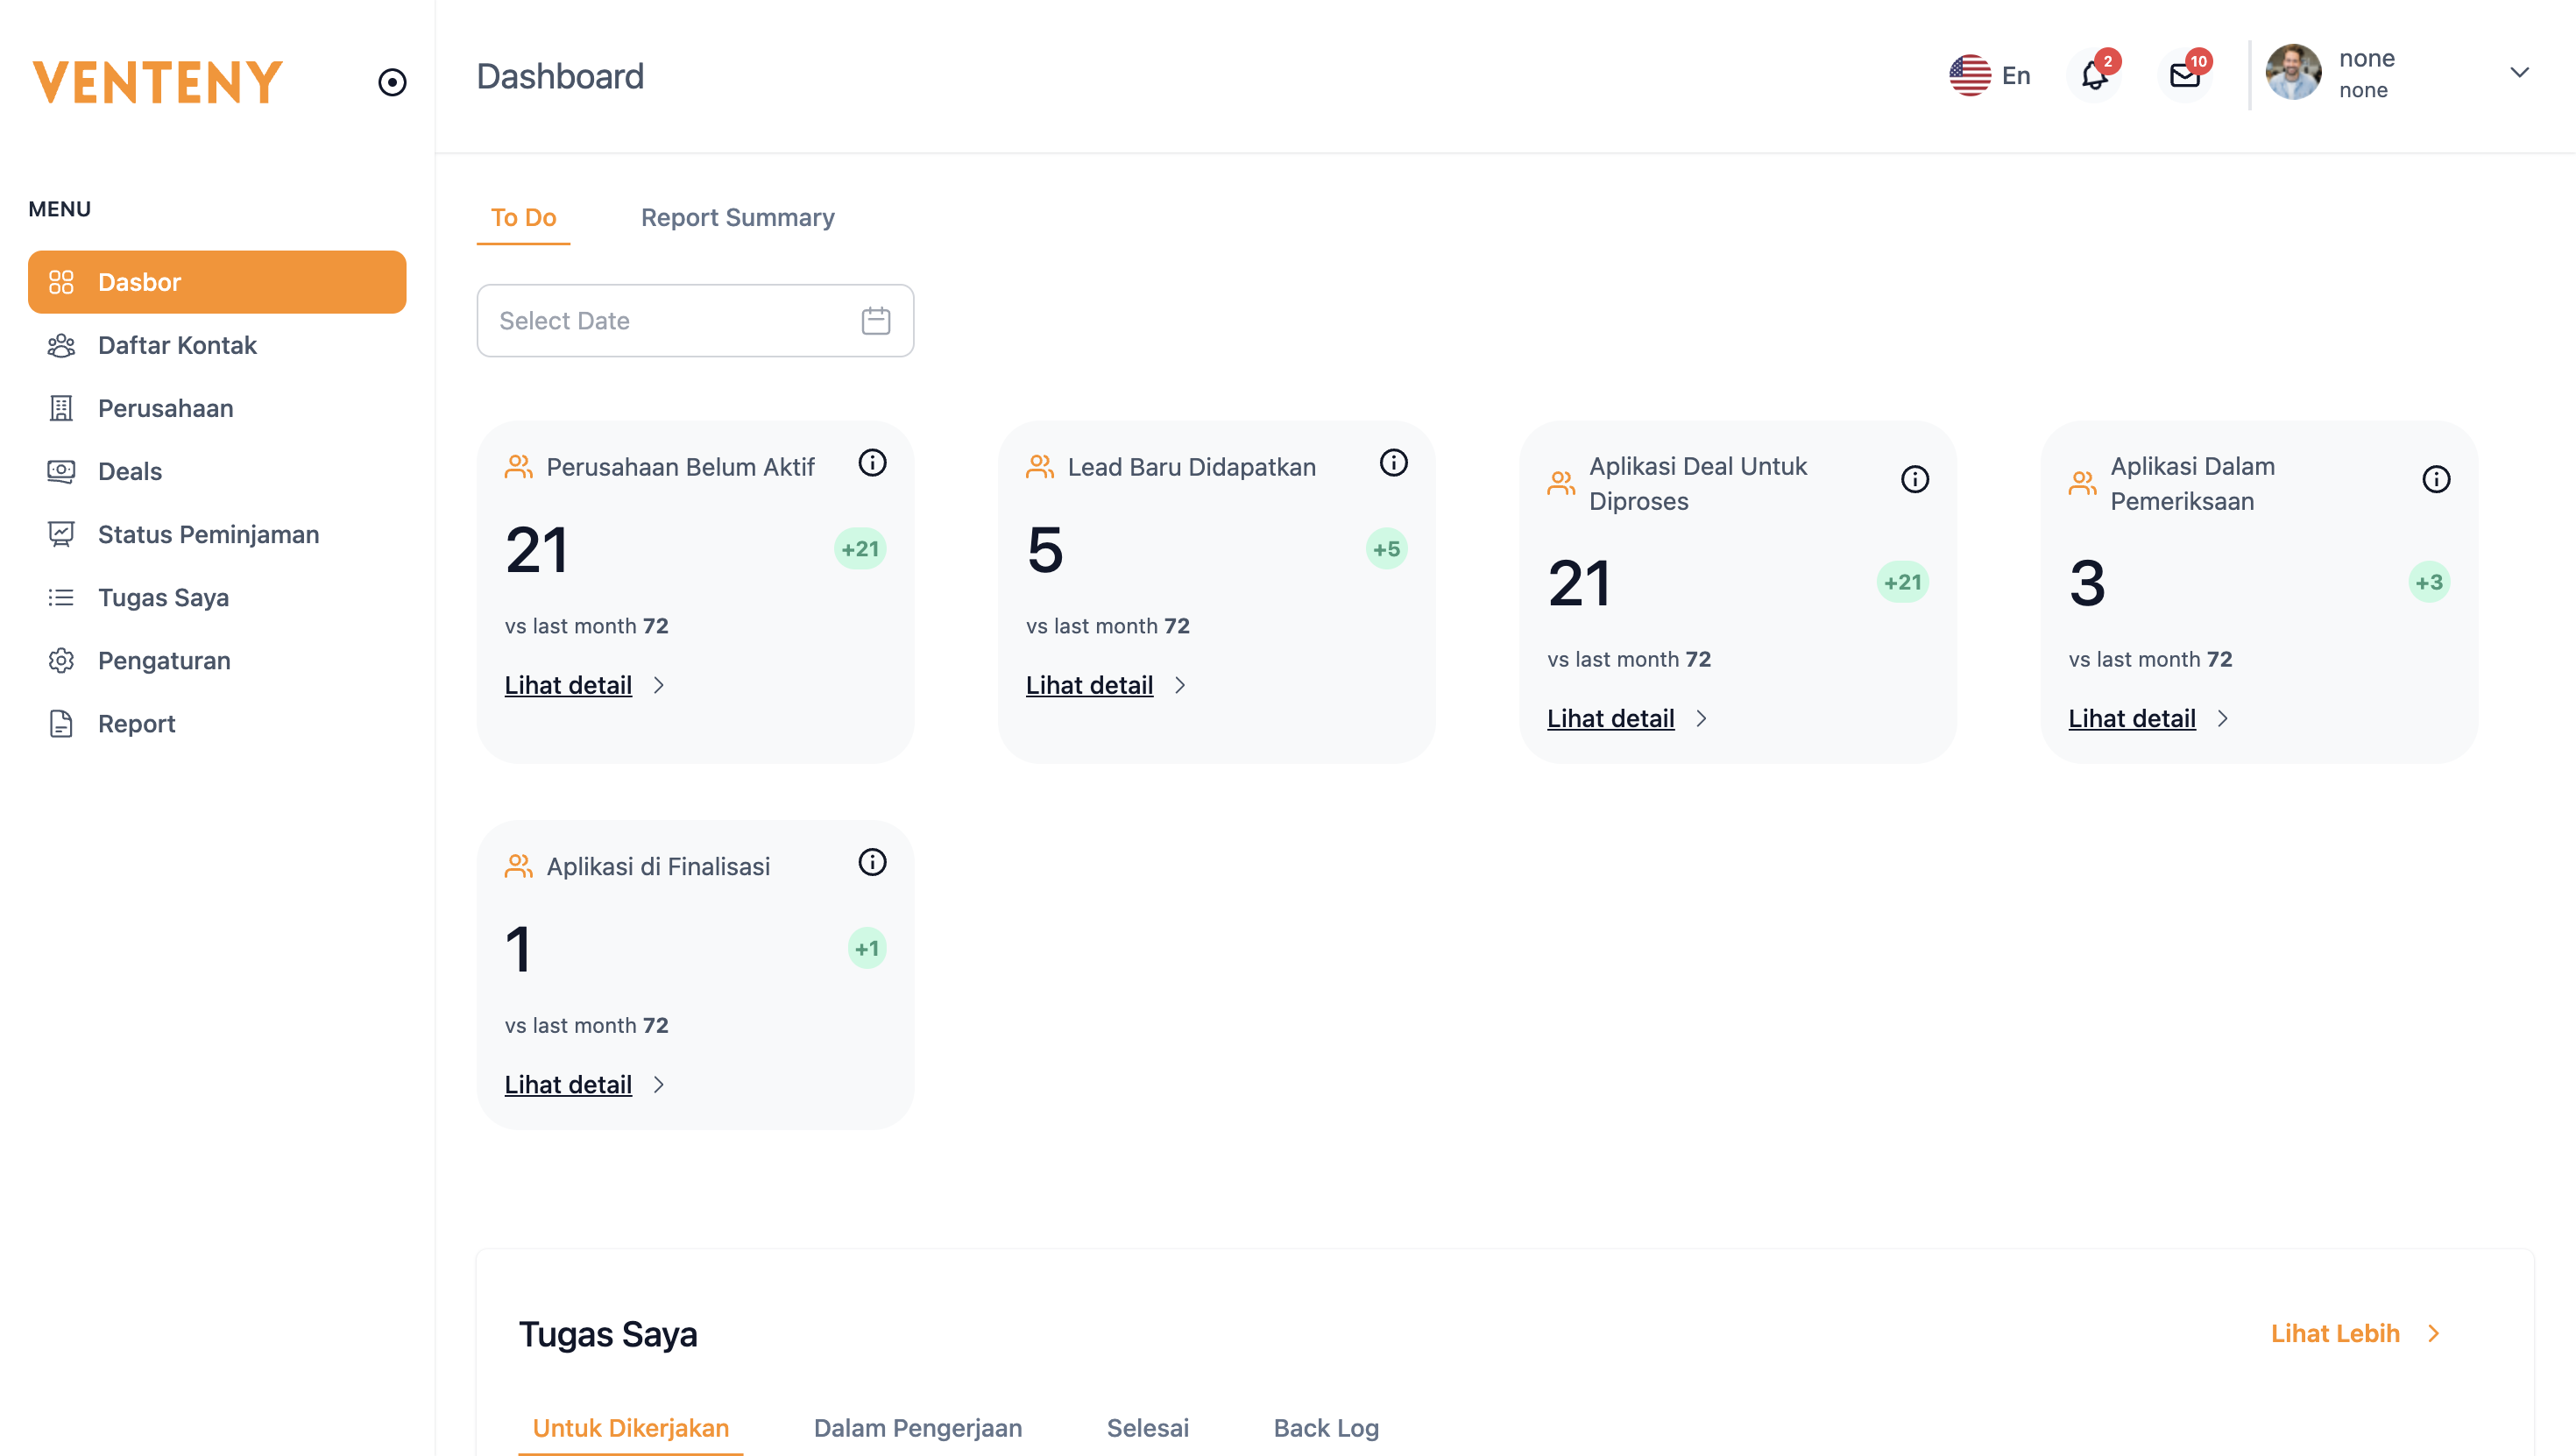 VENTENY
Dashboard
En
2
10
none
none
MENU
Dasbor
Daftar Kontak
Perusahaan
Deals
Status Peminjaman
Tugas Saya
Pengaturan
Report
To Do
Report Summary
Select Date
Perusahaan Belum Aktif
21
+21
vs last month 72
Lihat detail
Lead Baru Didapatkan
5
+5
vs last month 72
Lihat detail
Aplikasi Deal Untuk
Diproses
21
+21
vs last month 72
Lihat detail
Aplikasi Dalam
Pemeriksaan
3
+3
vs last month 72
Lihat detail
Aplikasi di Finalisasi
1
+1
vs last month 72
Lihat detail
Tugas Saya
Lihat Lebih
Untuk Dikerjakan
Dalam Pengerjaan
Selesai
Back Log